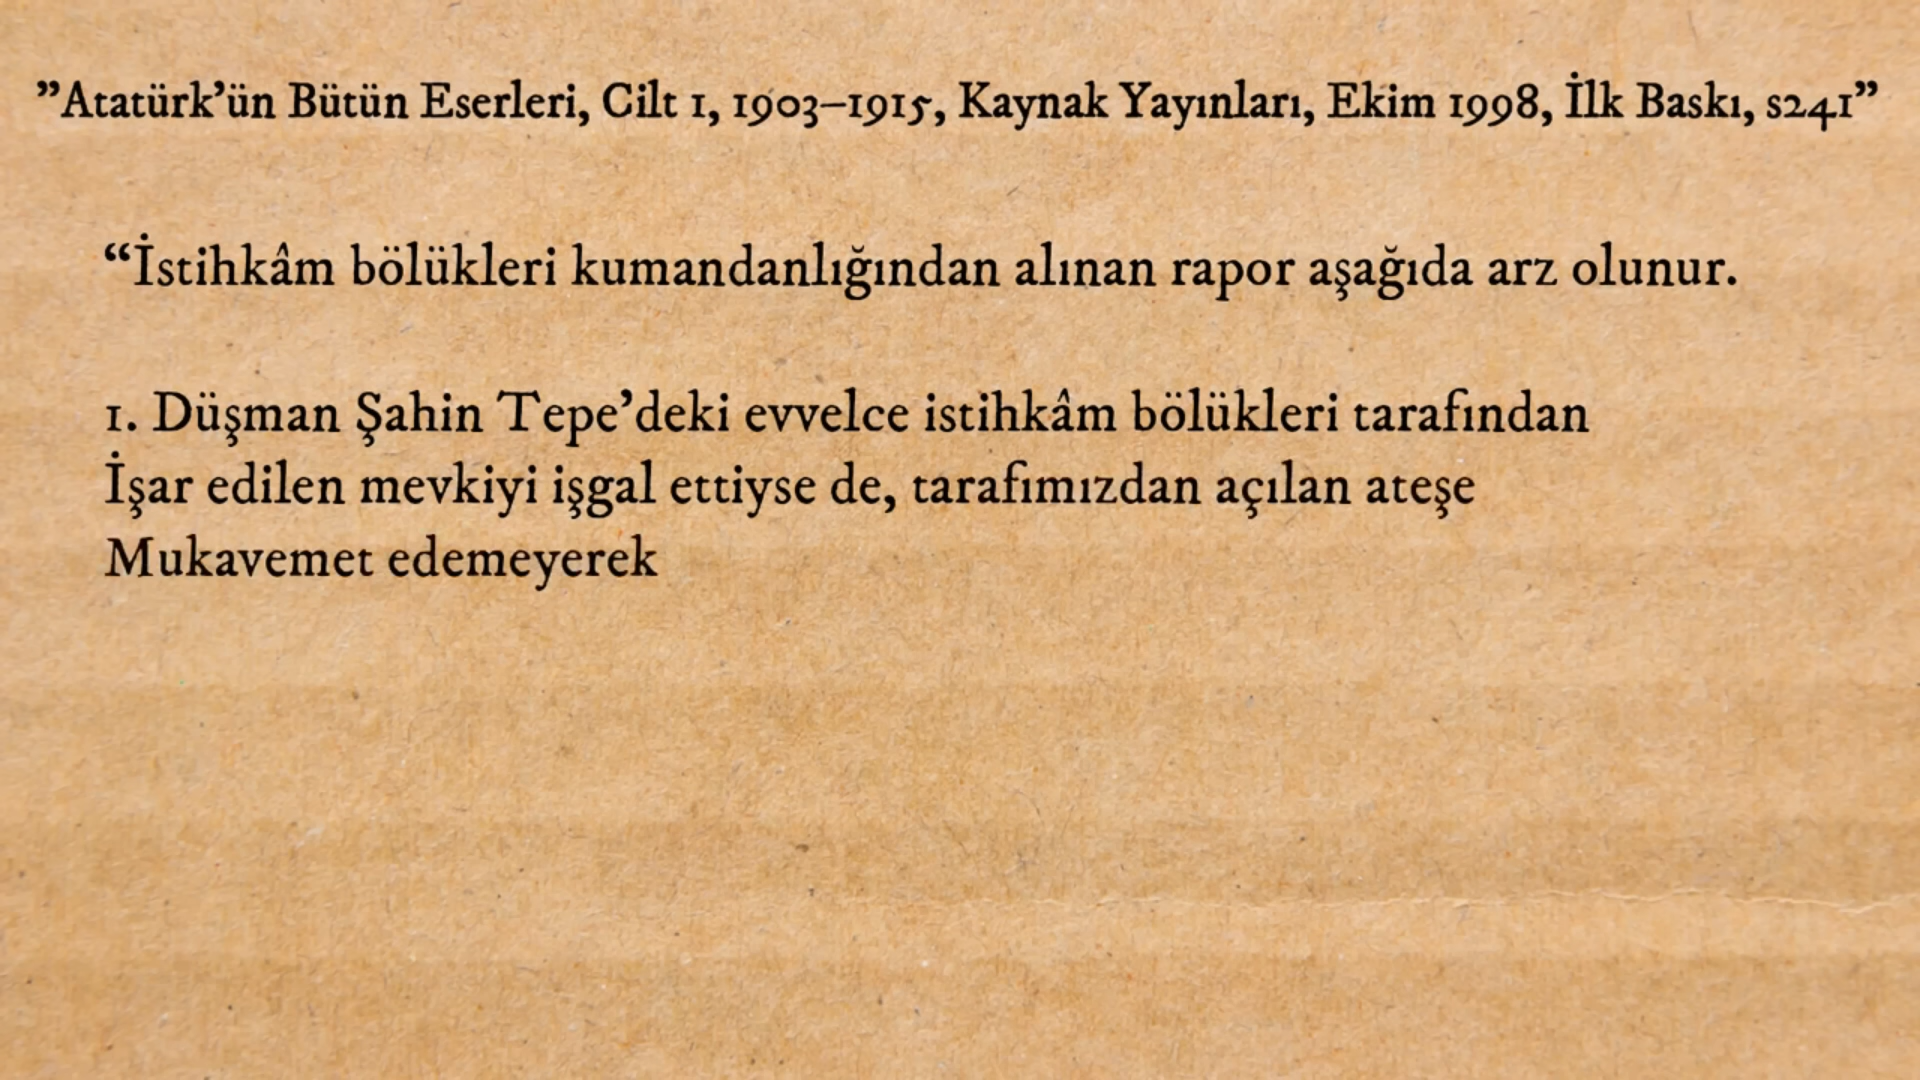 ”Atatürk’ün Bütün Eserleri, Cilt 1, 1903–1915, Kaynak Yayınları, Ekim 1998, İlk Baskı, s241”
“İstihkâm bölükleri kumandanlığından alınan rapor aşağıda arz olunur.
1. Düşman Şahin Tepe’deki evvelce istihkâm bölükleri tarafından
İşar edilen mevkiyi işgal ettiyse de, tarafımızdan açılan ateşe
Mukavemet edemeyerek